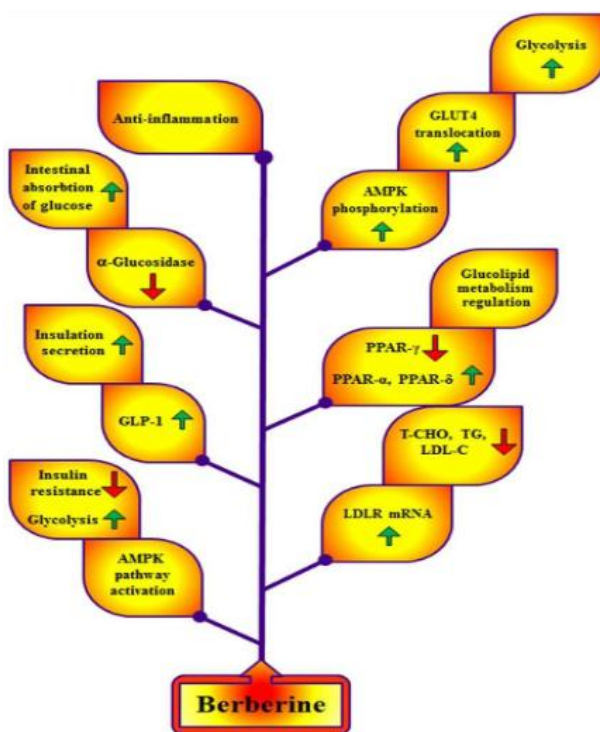 Glycolysis
↑
Anti-inflammation
GLUT4
translocation
↑
Intestinal
absorbtion ↑
of glucose
AMPK
phosphorylation
↑
α-Glucosidase
↓
Glucolipid
metabolism
regulation
Insulation
secretion ↑
PPAR-γ ↓
PPAR-α, PPAR-δ ↑
GLP-1 ↑
T-CHO, TG,
LDL-C ↓
Insulin
resistance ↓
Glycolysis ↑
LDLR mRNA
↑
AMPK
pathway
activation
Berberine